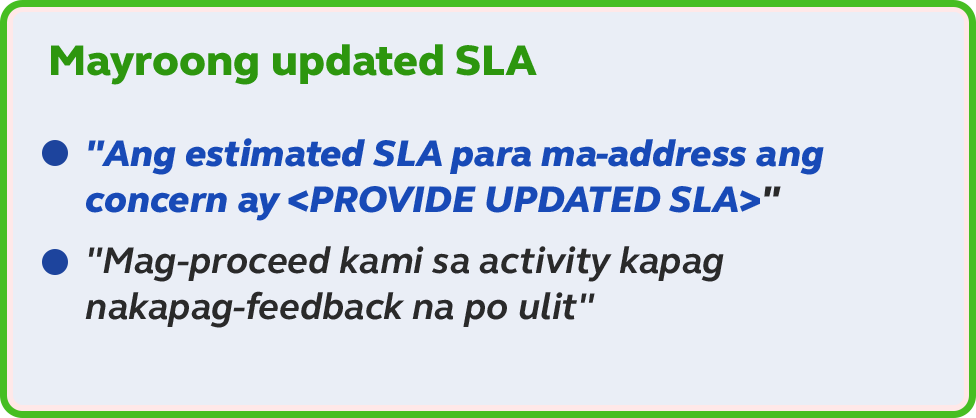 Mayroong updated SLA
"Ang estimated SLA para ma-address ang
concern ay <PROVIDE UPDATED SLA>"
"Mag-proceed kami sa activity kapag
nakapag-feedback na po ulit"